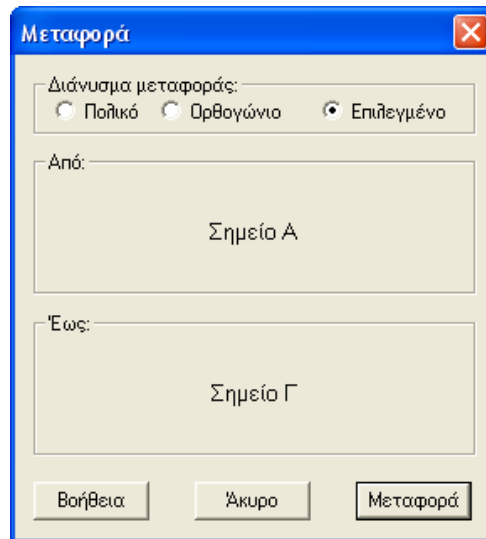 Μεταφορά
Διάνυσμα μεταφοράς:
Πολικό Ορθογώνιο Επιλεγμένο
Από:
Σημείο Α
Έως:
Σημείο Γ
Βοήθεια Άκυρο Μεταφορά